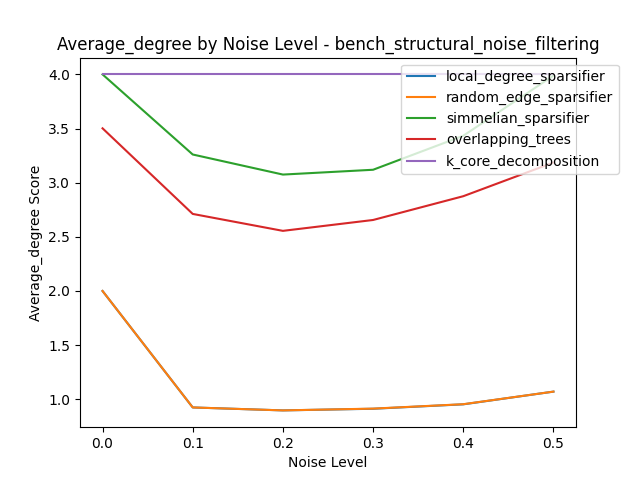 Average_degree by Noise Level - bench_structural_noise_filtering
local_degree_sparsifier
random_edge_sparsifier
simmelian_sparsifier
overlapping_trees
k_core_decomposition
Average_degree Score
4.0
3.5
3.0
2.5
2.0
1.5
1.0
0.0 0.1 0.2 0.3 0.4 0.5
Noise Level